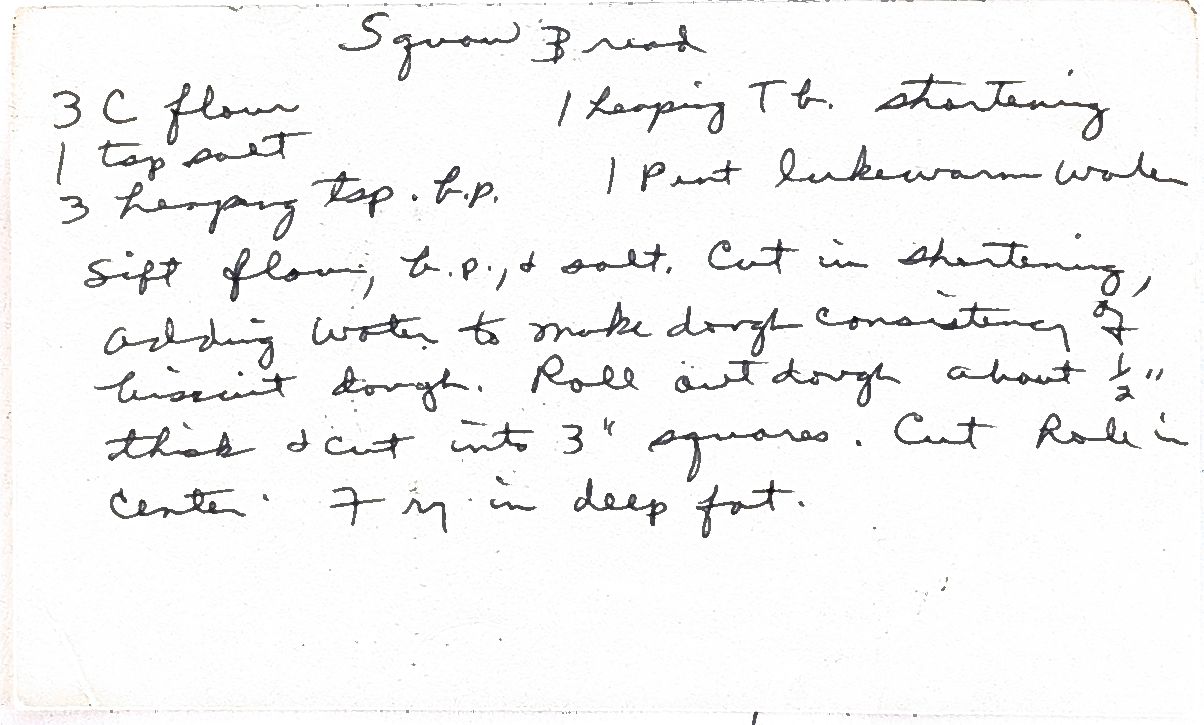 Squaw Bread
3 C flour
1 tsp salt
3 heaping tsp. b.p.
1 heaping Tb. shortening
1 Pint lukewarm water
Sift flour, b.p., & salt. Cut in shortening,
adding water to make dough consistency of
biscuit dough. Roll out dough about 1/2"
thick & cut into 3" squares. Cut hole in
center. Fry in deep fat.